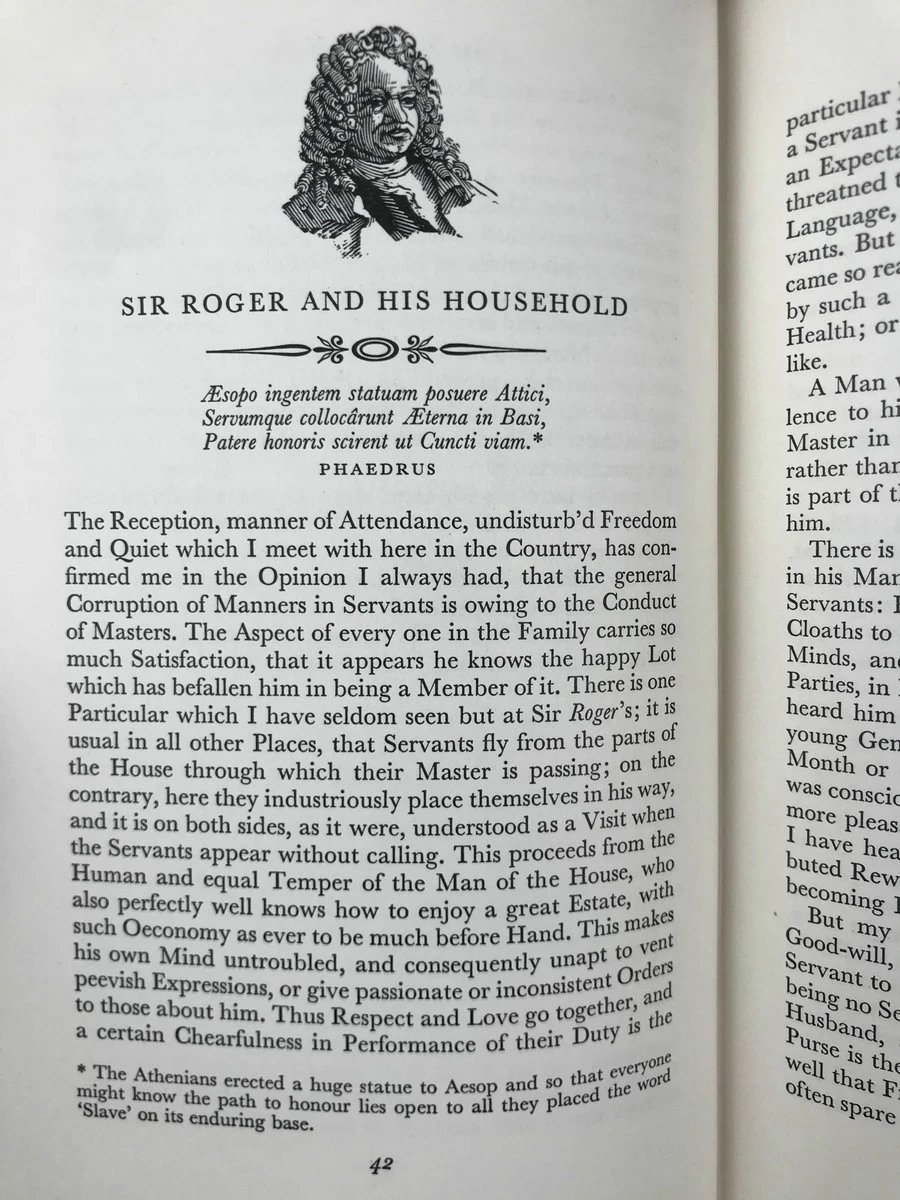 SIR ROGER AND HIS HOUSEHOLD
Æsopo ingentem statuam posuere Attici,
Servumque collocârunt Æterna in Basi,
Patere honoris scirent ut Cuncti viam.*
PHAEDRUS
The Reception, manner of Attendance, undisturb'd Freedom
and Quiet which I meet with here in the Country, has con-
firmed me in the Opinion I always had, that the general
Corruption of Manners in Servants is owing to the Conduct
of Masters. The Aspect of every one in the Family carries so
much Satisfaction, that it appears he knows the happy Lot
which has befallen him in being a Member of it. There is one
Particular which I have seldom seen but at Sir Roger's; it is
usual in all other Places, that Servants fly from the parts of
the House through which their Master is passing; on the
contrary, here they industriously place themselves in his way,
and it is on both sides, as it were, understood as a Visit when
the Servants appear without calling. This proceeds from the
Human and equal Temper of the Man of the House, who
also perfectly well knows how to enjoy a great Estate, with
such Oeconomy as ever to be much before Hand. This makes
his own Mind untroubled, and consequently unapt to vent
peevish Expressions, or give passionate or inconsistent Orders
to those about him. Thus Respect and Love go together, and
a certain Chearfulness in Performance of their Duty is the
* The Athenians erected a huge statue to Aesop and so that everyone
might know the path to honour lies open to all they placed the word
'Slave' on its enduring base.
42
particular
a Servant i
an Expecta
threatned t
Language,
vants. But
came so rea
by such a
Health; or
like.
A Man
lence to hi
Master in
rather than
is part of t
him.
There is
in his Man
Servants:
Cloaths to
Minds, and
Parties, in
heard him
young Gen
Month or
was conscio
more pleas
I have hea
buted Rew
becoming
But my
Good-will,
Servant to
being no Se
Husband,
Purse is the
well that F
often spare